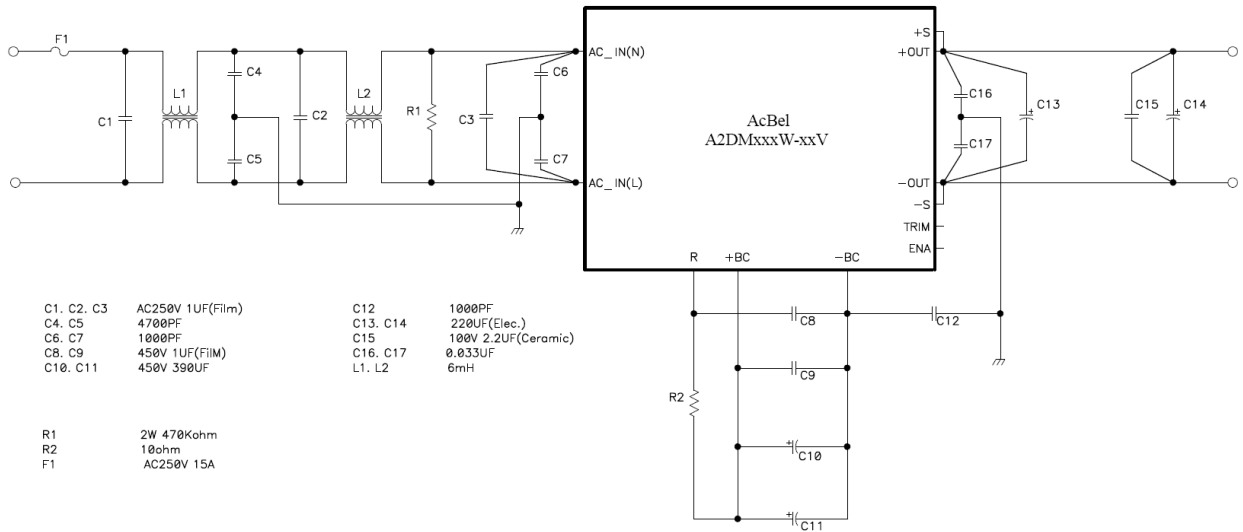 F1
C1
L1
C4
C5
C2
L2
R1
C3
C6
C7
AC_IN(N)
AC_IN(L)
AcBel
A2DMxxxW-xxV
+S
+OUT
-OUT
-S
TRIM
ENA
R
+BC
-BC
C16
C17
C13
C15
C14
C8
C12
C9
R2
C10
C11
C1. C2. C3 AC250V 1UF(Film)
C4. C5 4700PF
C6. C7 1000PF
C8. C9 450V 1UF(FilM)
C10. C11 450V 390UF
C12 1000PF
C13. C14 220UF(Elec.)
C15 100V 2.2UF(Ceramic)
C16. C17 0.033UF
L1. L2 6mH
R1 2W 470Kohm
R2 10ohm
F1 AC250V 15A